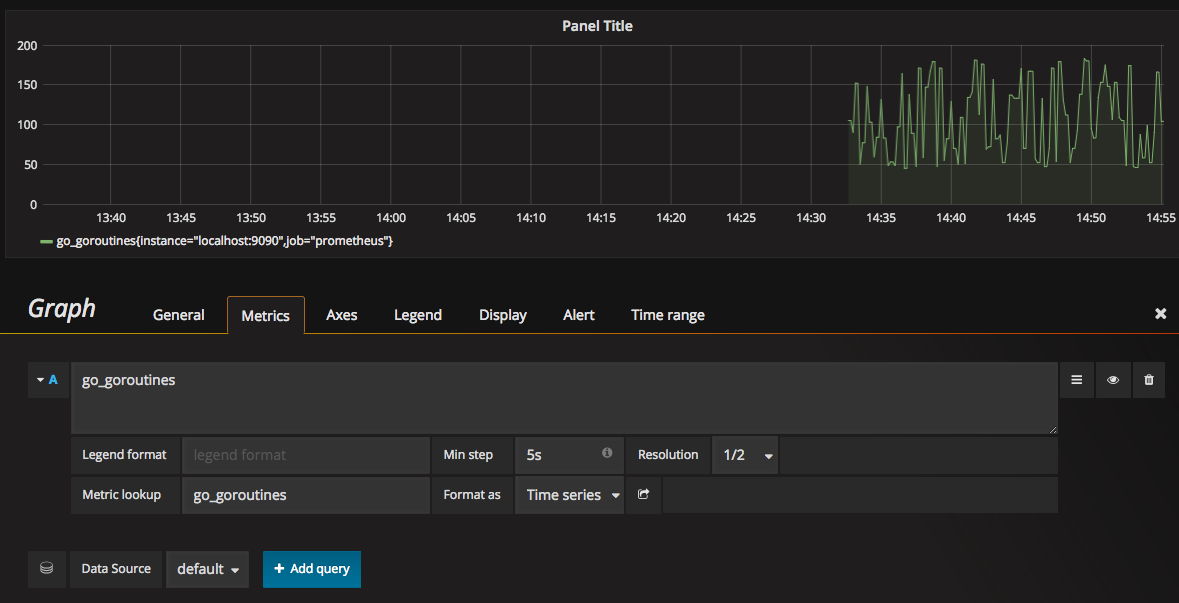 Panel Title
200
150
100
50
0
13:40 13:45 13:50 13:55 14:00 14:05 14:10 14:15 14:20 14:25 14:30 14:35 14:40 14:45 14:50 14:55
go_goroutines{instance="localhost:9090",job="prometheus"}
Graph General Metrics Axes Legend Display Alert Time range
A go_goroutines
Legend format legend format Min step 5s Resolution 1/2
Metric lookup go_goroutines Format as Time series
Data Source default + Add query